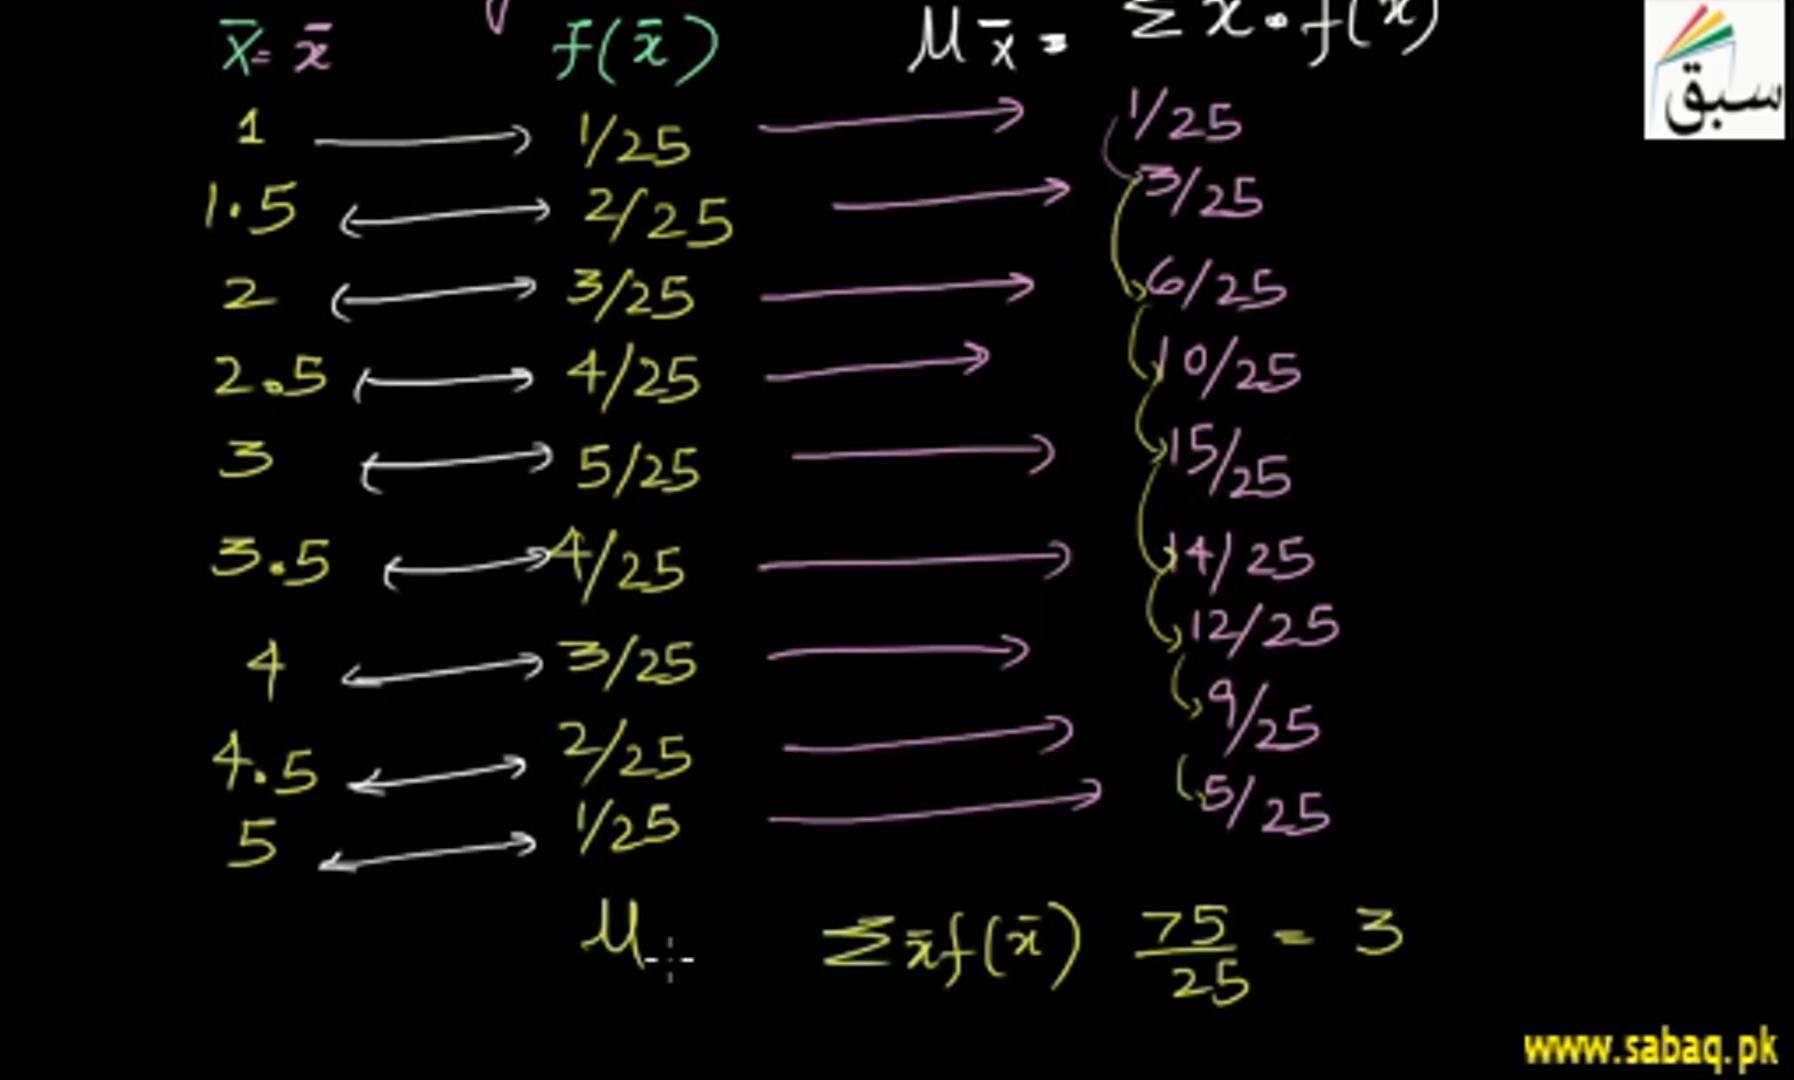 X̄ = x̄ f(x̄) μx̄ = Σ x̄ . f(x̄)
سبق
1 1/25 1/25
1.5 2/25 3/25
2 3/25 6/25
2.5 4/25 10/25
3 5/25 15/25
3.5 4/25 14/25
4 3/25 12/25
4.5 2/25 9/25
5 1/25 5/25
μ Σ x̄ f(x̄) 75/25 = 3
www.sabaq.pk